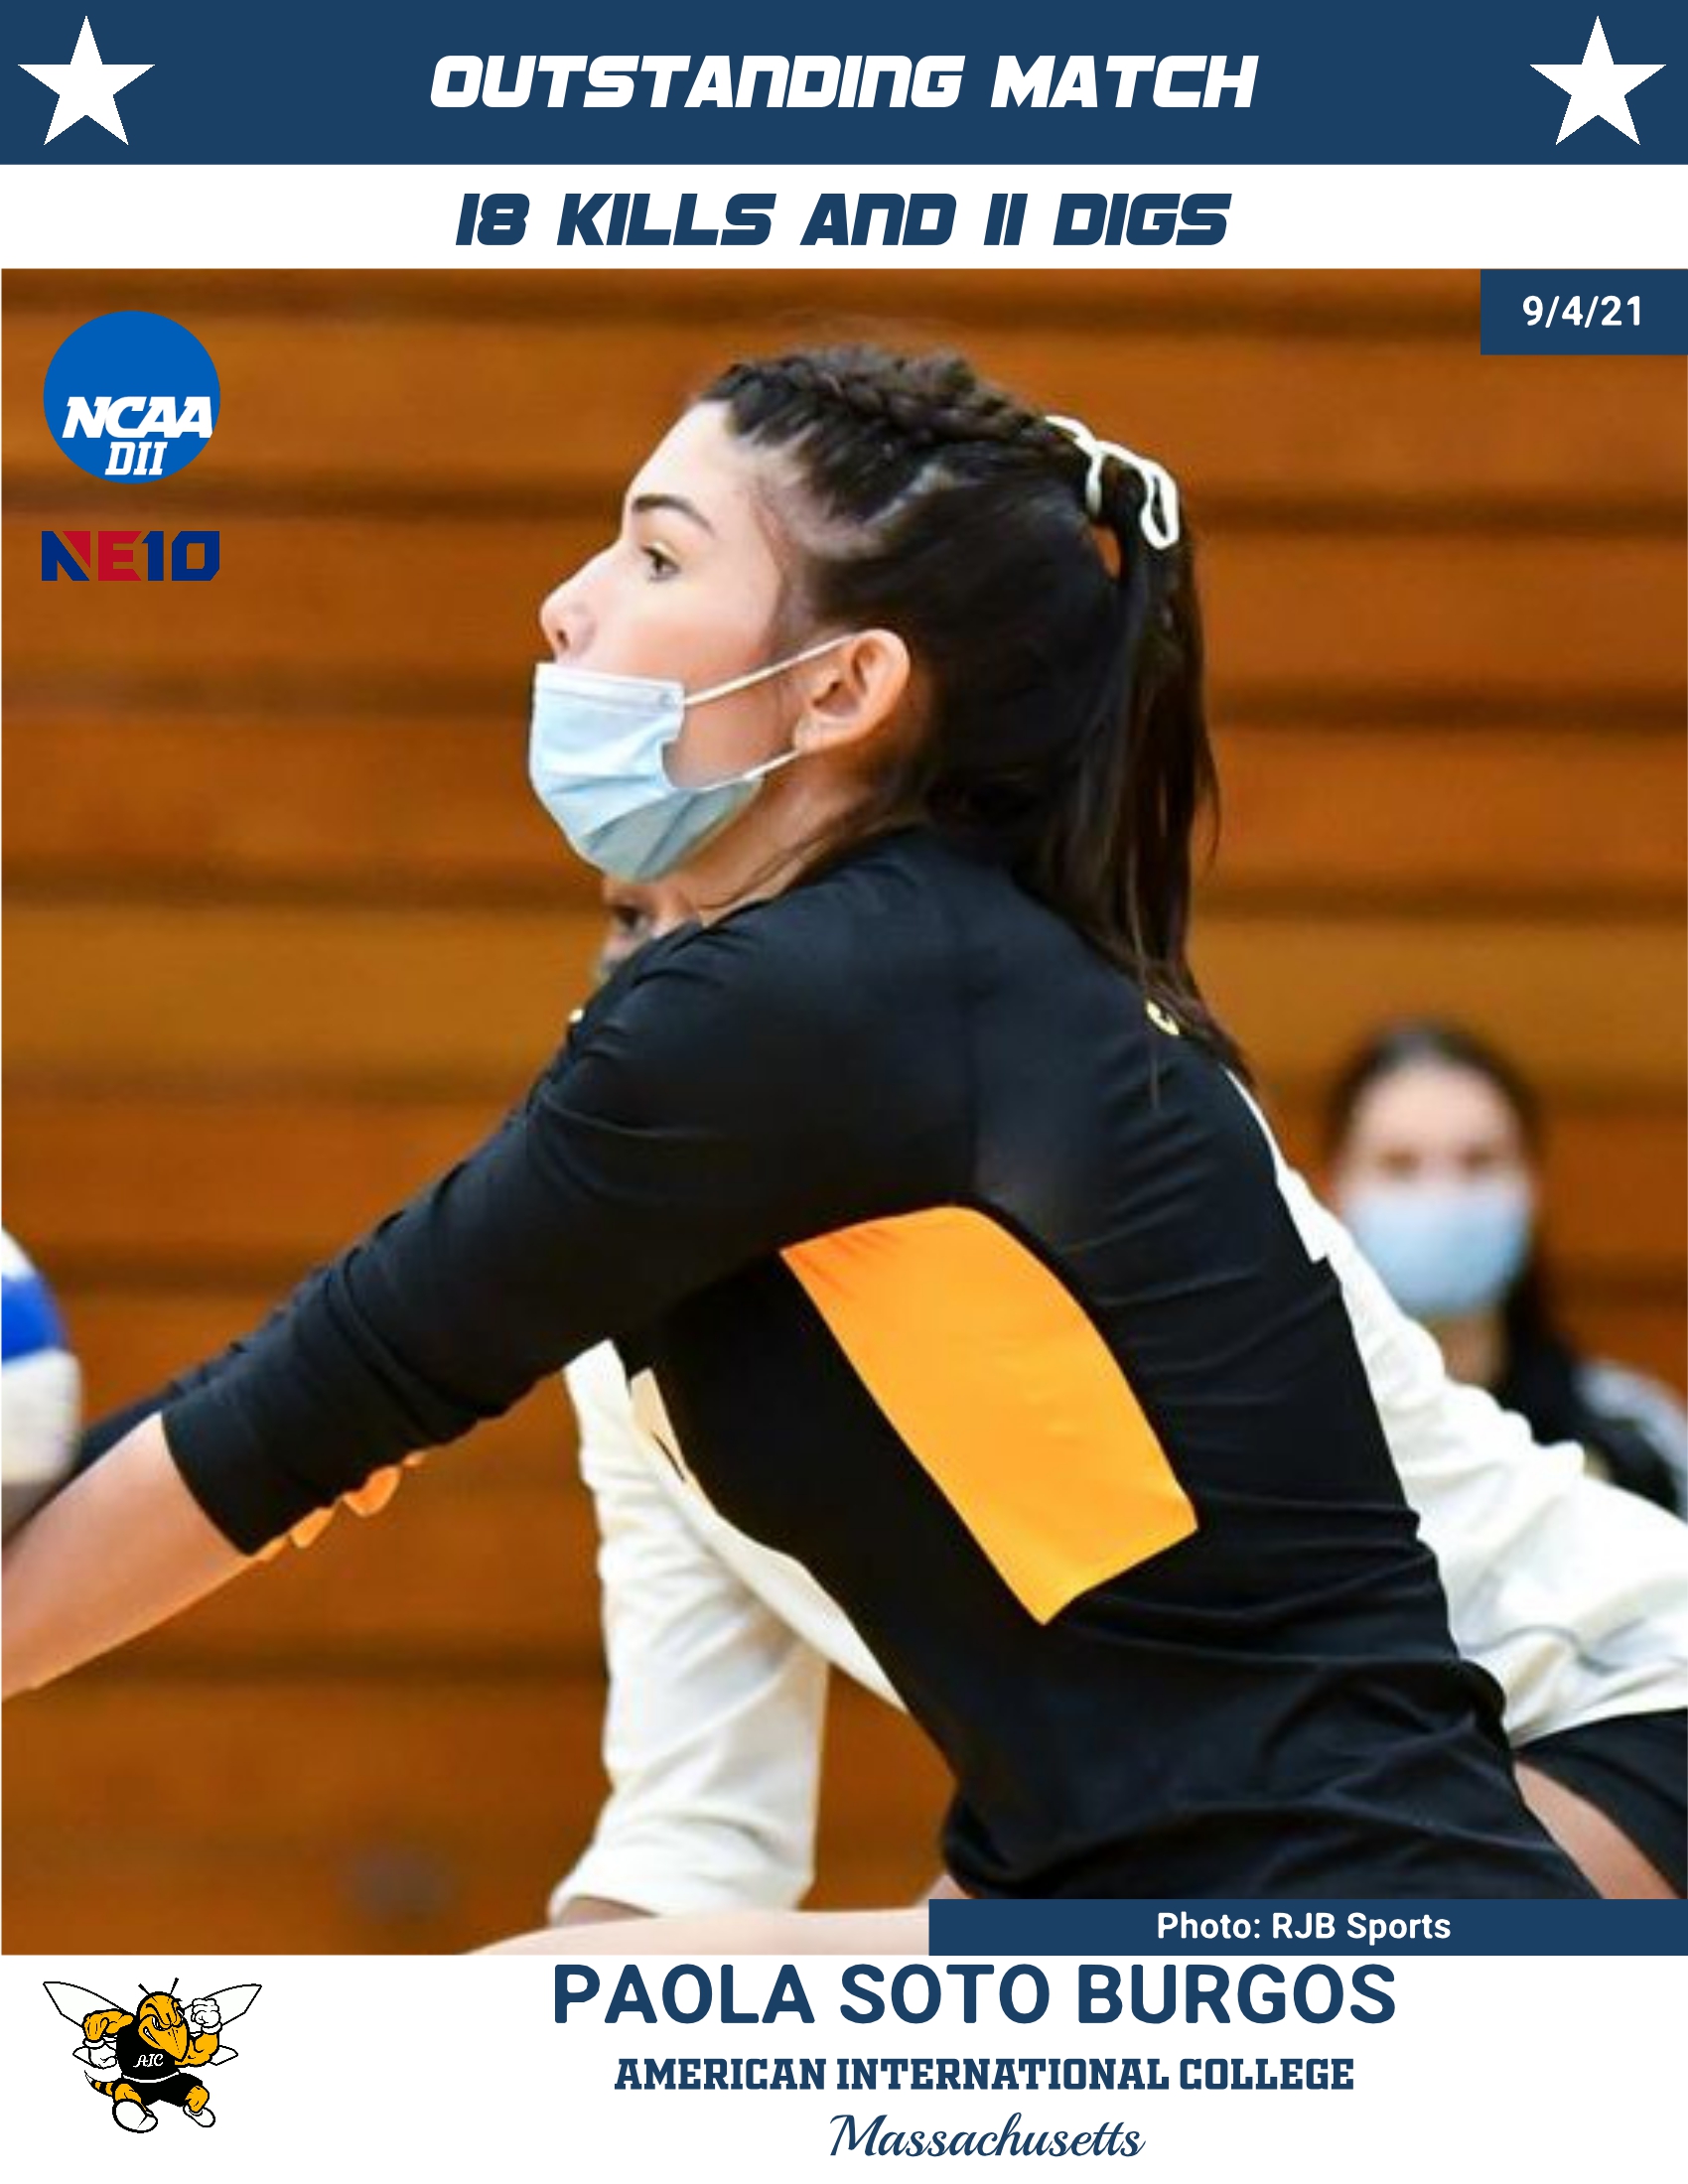 OUTSTANDING MATCH
18 KILLS AND 11 DIGS
9/4/21
NCAA
DII
NE10
Photo: RJB Sports
PAOLA SOTO BURGOS
AIC
AMERICAN INTERNATIONAL COLLEGE
Massachusetts